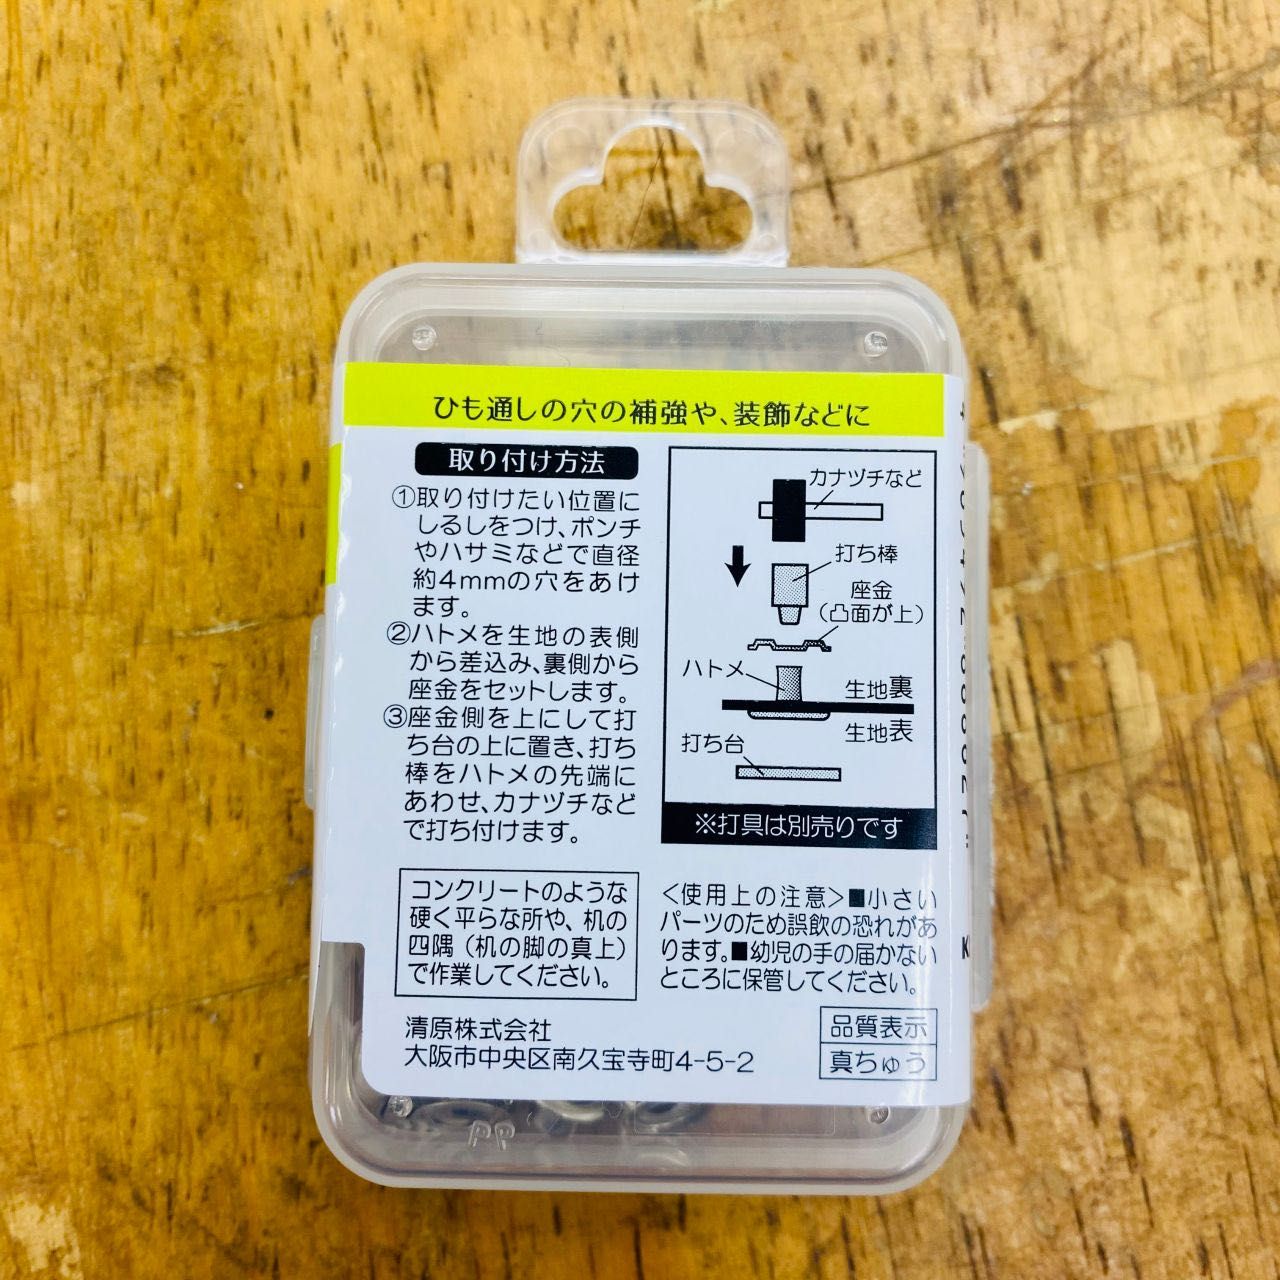 ひも通しの穴の補強や、装飾などに
取り付け方法
①取り付けたい位置に
しるしをつけ、ポンチ
やハサミなどで直径
約4mmの穴をあけ
ます。
②ハトメを生地の表側
から差込み、裏側から
座金をセットします。
③座金側を上にして打
ち台の上に置き、打ち
棒をハトメの先端に
あわせ、カナヅチなど
で打ち付けます。
カナヅチなど
打ち棒
座金
(凸面が上)
ハトメ
生地裏
生地表
打ち台
※打具は別売りです
コンクリートのような
硬く平らな所や、机の
四隅(机の脚の真上)
で作業してください。
<使用上の注意>■小さい
パーツのため誤飲の恐れがあ
ります。■幼児の手の届かない
ところに保管してください。
清原株式会社
大阪市中央区南久宝寺町4-5-2
品質表示
真ちゅう
PP